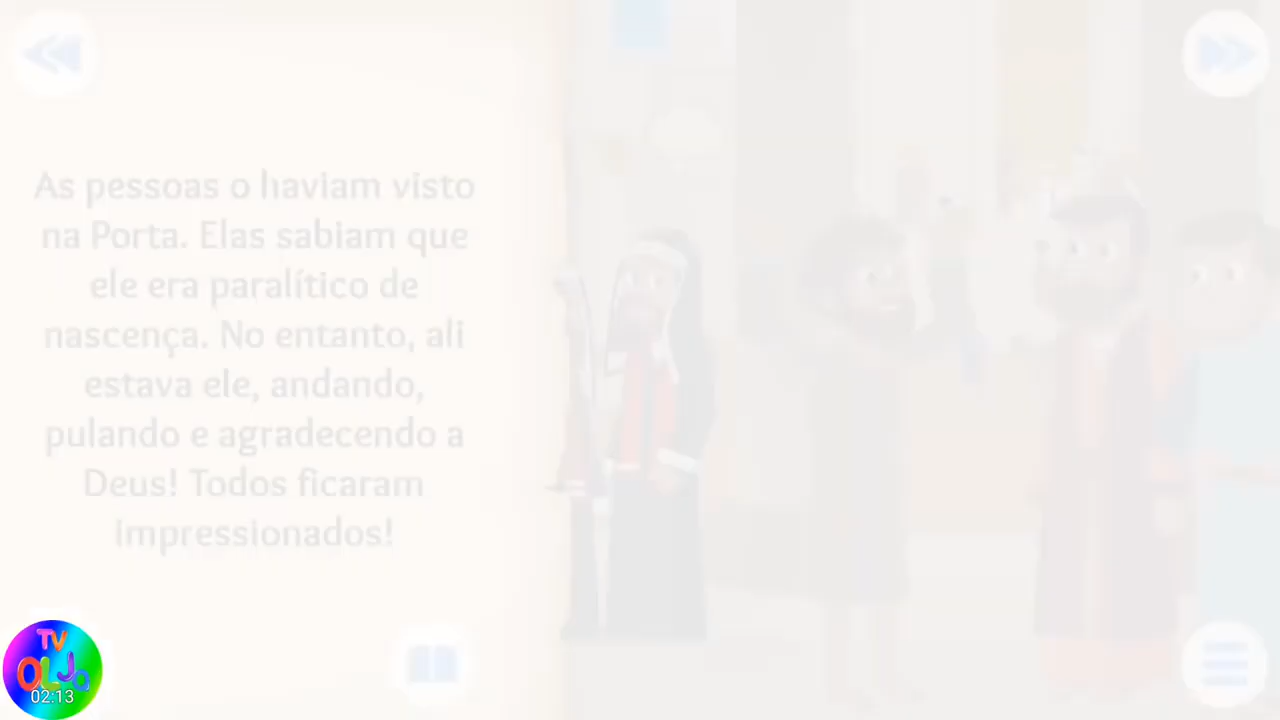 As pessoas o haviam visto
na Porta. Elas sabiam que
ele era paralítico de
nascença. No entanto, ali
estava ele, andando,
pulando e agradecendo a
Deus! Todos ficaram
impressionados!
TV
OLJO
02:13